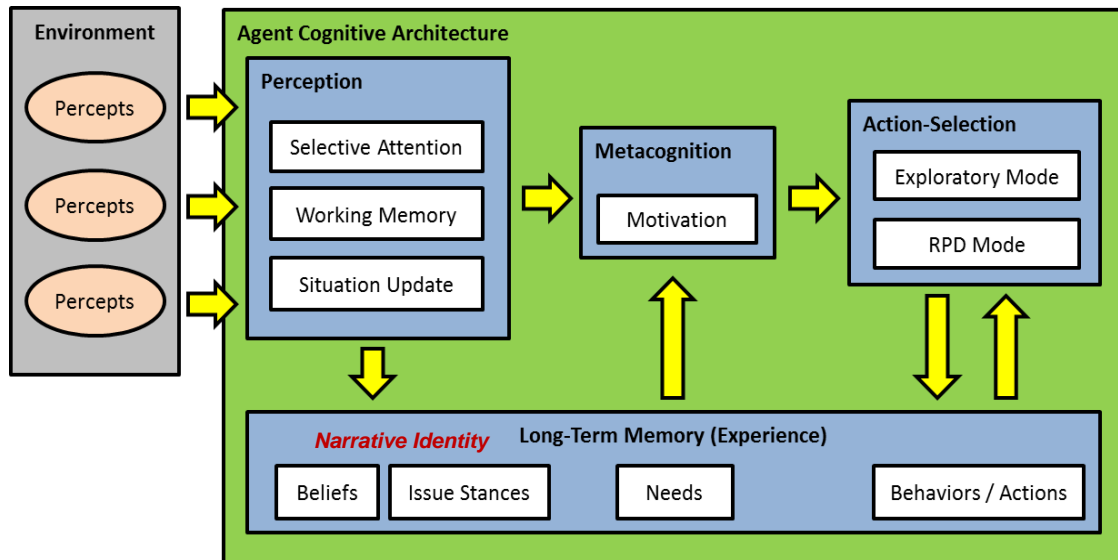 Environment
Percepts
Percepts
Percepts
Agent Cognitive Architecture
Perception
Selective Attention
Working Memory
Situation Update
Metacognition
Motivation
Action-Selection
Exploratory Mode
RPD Mode
Narrative Identity
Long-Term Memory (Experience)
Beliefs
Issue Stances
Needs
Behaviors / Actions